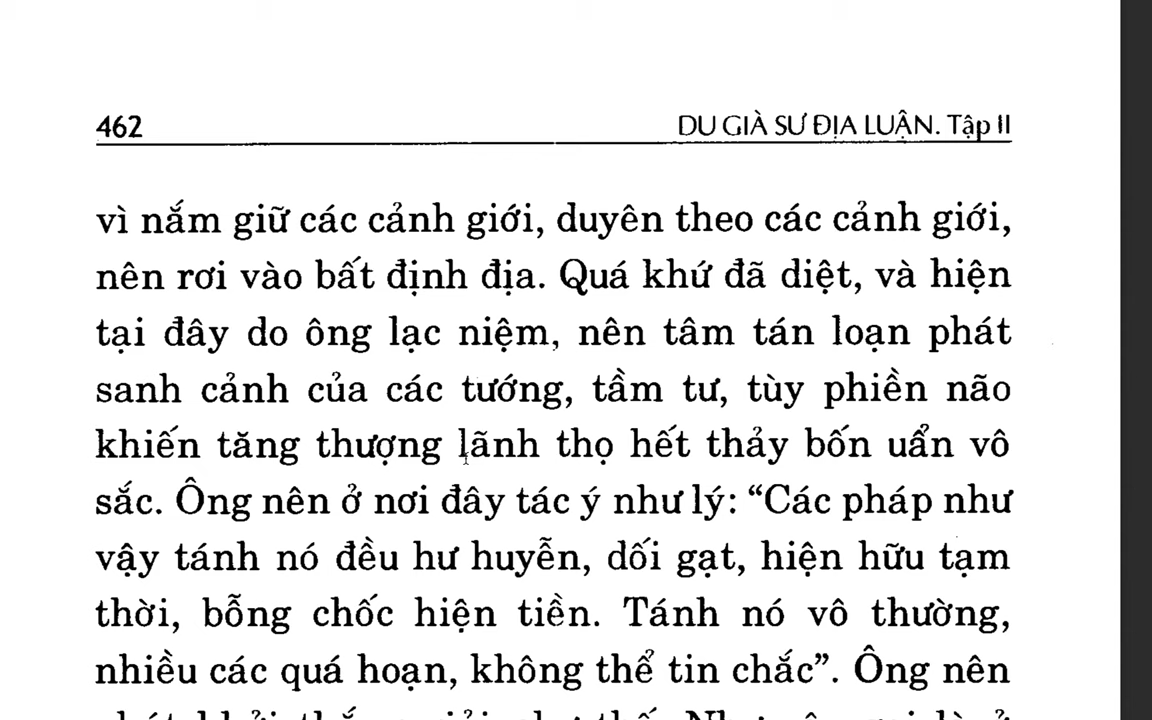 462
DU GIÀ SƯ ĐỊA LUẬN. Tập II
vì nắm giữ các cảnh giới, duyên theo các cảnh giới,
nên rơi vào bất định địa. Quá khứ đã diệt, và hiện
tại đây do ông lạc niệm, nên tâm tán loạn phát
sanh cảnh của các tướng, tầm tư, tùy phiền não
khiến tăng thượng lãnh thọ hết thảy bốn uẩn vô
sắc. Ông nên ở nơi đây tác ý như lý: “Các pháp như
vậy tánh nó đều hư huyễn, dối gạt, hiện hữu tạm
thời, bỗng chốc hiện tiền. Tánh nó vô thường,
nhiều các quá hoạn, không thể tin chắc”. Ông nên